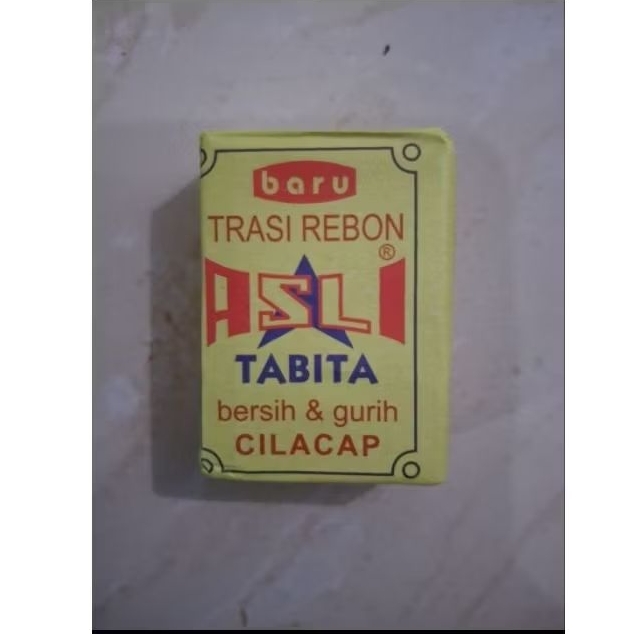 baru
TRASI REBON
®
ASLI
TABITA
bersih & gurih
CILACAP